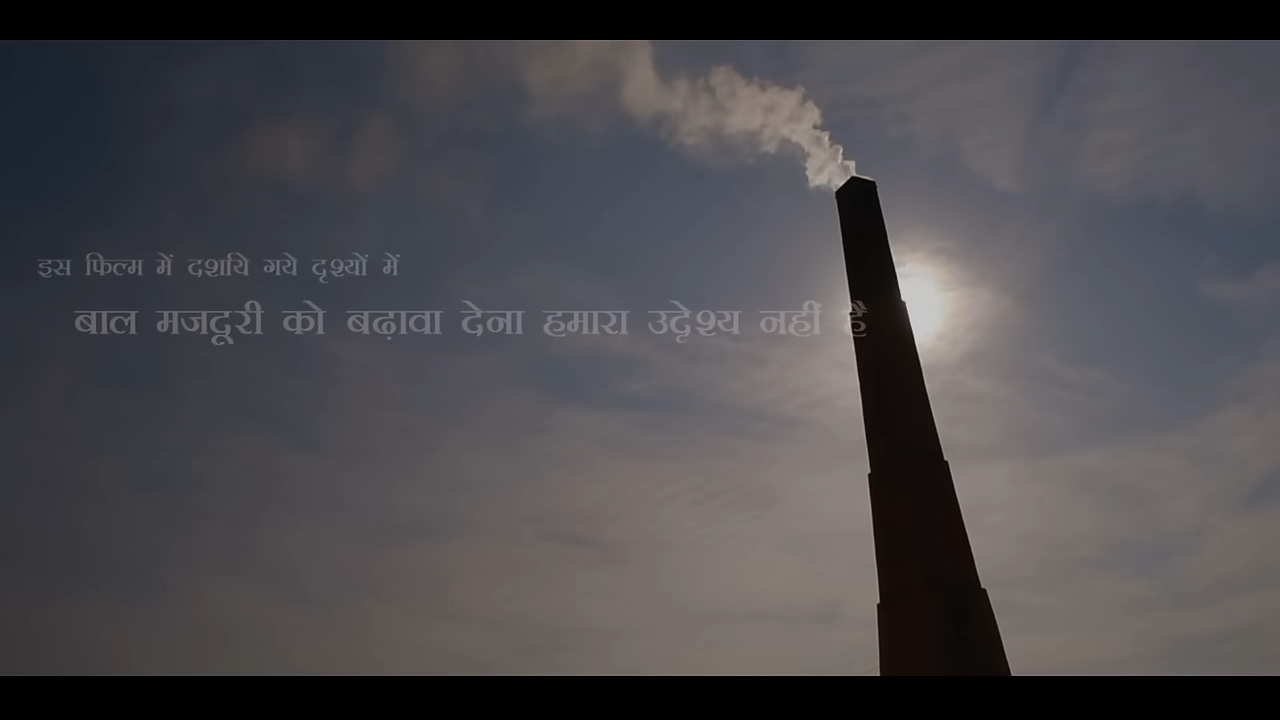 इस फिल्म में दर्शाये गये दृश्यों में
बाल मजदूरी को बढ़ावा देना हमारा उद्देश्य नहीं है